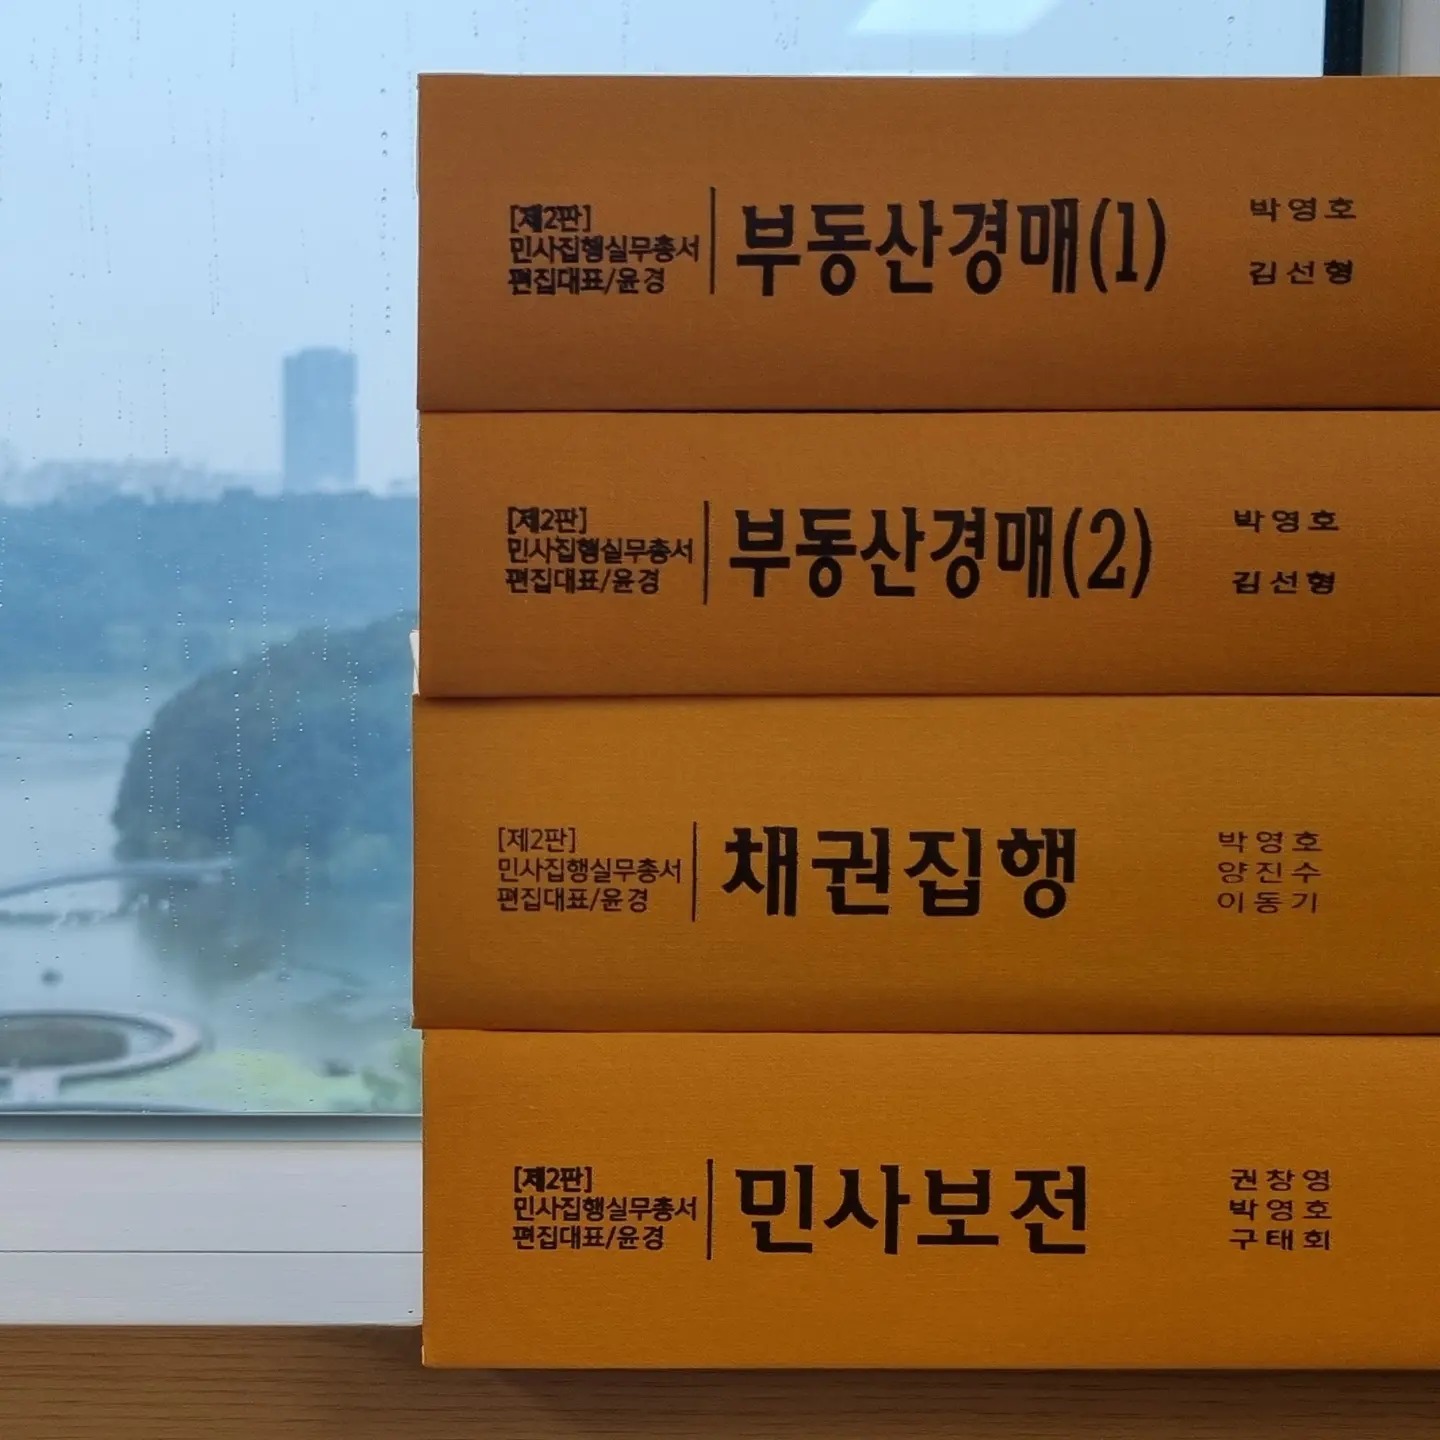 [제2판]
민사집행실무총서
편집대표/윤경
부동산경매(1)
박영호
김선형
[제2판]
민사집행실무총서
편집대표/윤경
부동산경매(2)
박영호
김선형
[제2판]
민사집행실무총서
편집대표/윤경
채권집행
박영호
양진수
이동기
[제2판]
민사집행실무총서
편집대표/윤경
민사보전
권창영
박영호
구태회